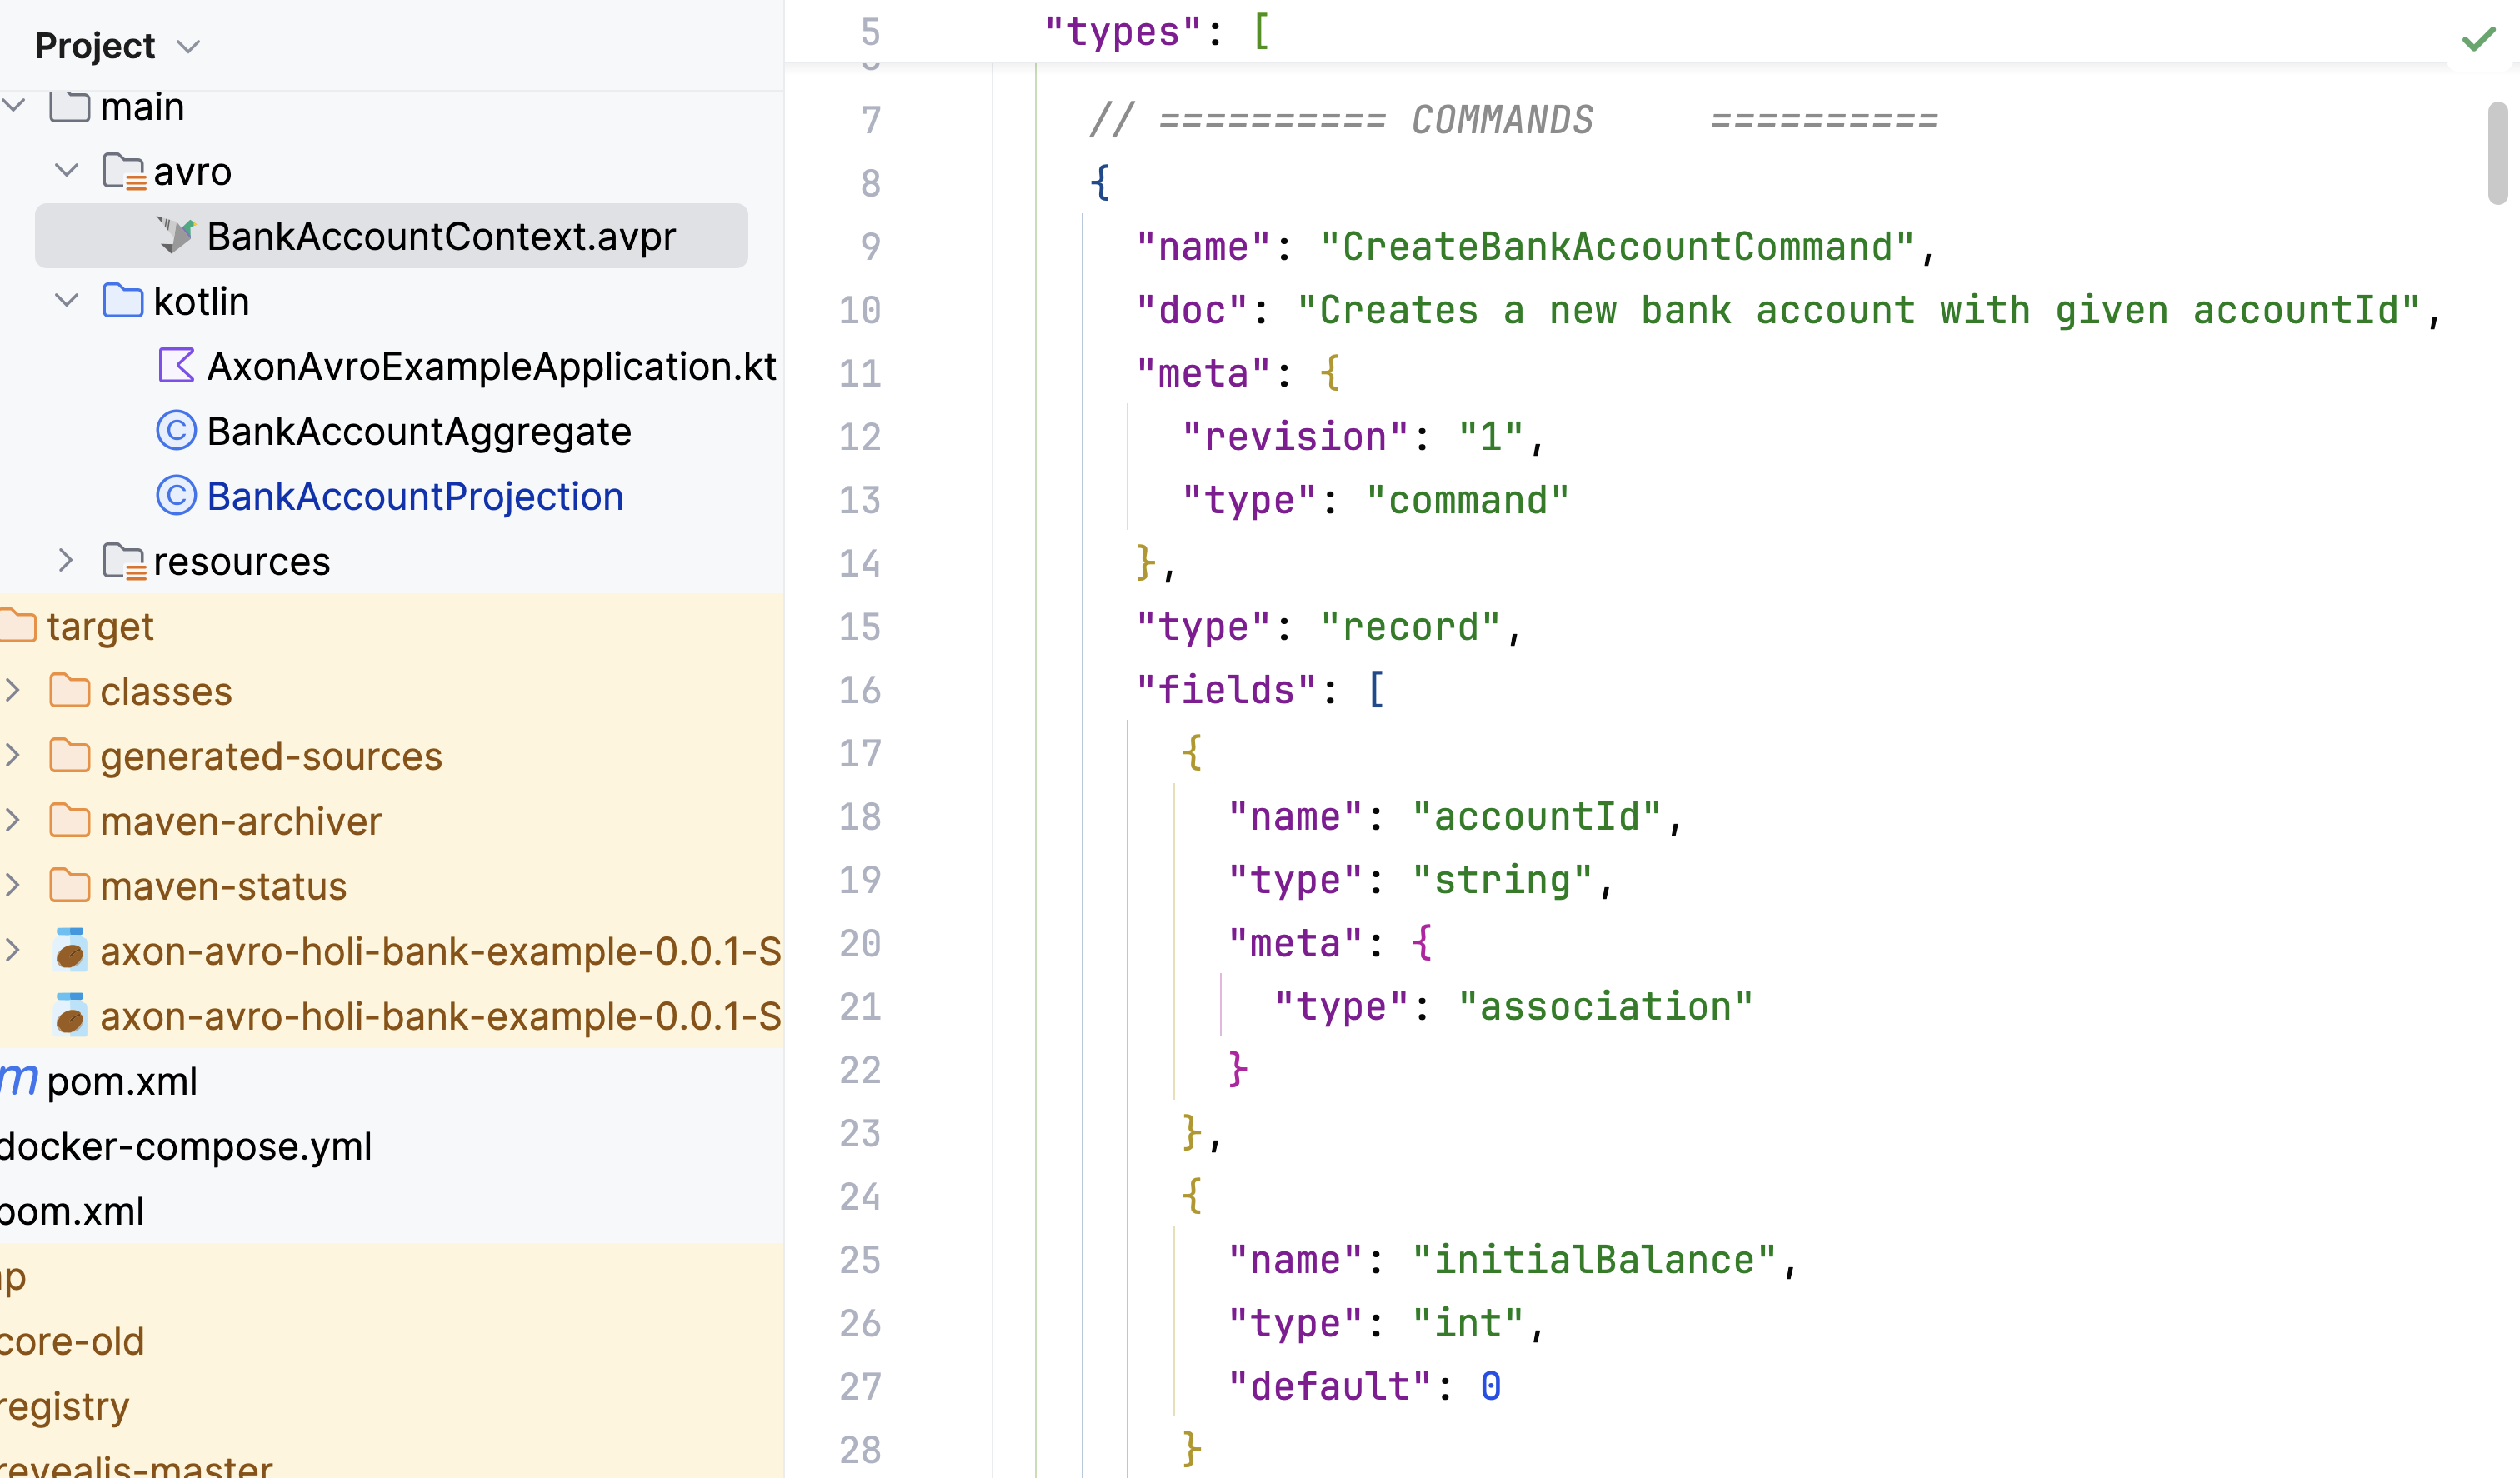 Project
main
avro
BankAccountContext.avpr
kotlin
AxonAvroExampleApplication.kt
BankAccountAggregate
BankAccountProjection
resources
target
classes
generated-sources
maven-archiver
maven-status
axon-avro-holi-bank-example-0.0.1-S
axon-avro-holi-bank-example-0.0.1-S
pom.xml
docker-compose.yml
pom.xml
core-old
registry
revealjs-master
5 "types": [
7 // ========== COMMANDS     ==========
8 {
9 "name": "CreateBankAccountCommand",
10 "doc": "Creates a new bank account with given accountId",
11 "meta": {
12 "revision": "1",
13 "type": "command"
14 },
15 "type": "record",
16 "fields": [
17 {
18 "name": "accountId",
19 "type": "string",
20 "meta": {
21 "type": "association"
22 }
23 },
24 {
25 "name": "initialBalance",
26 "type": "int",
27 "default": 0
28 }